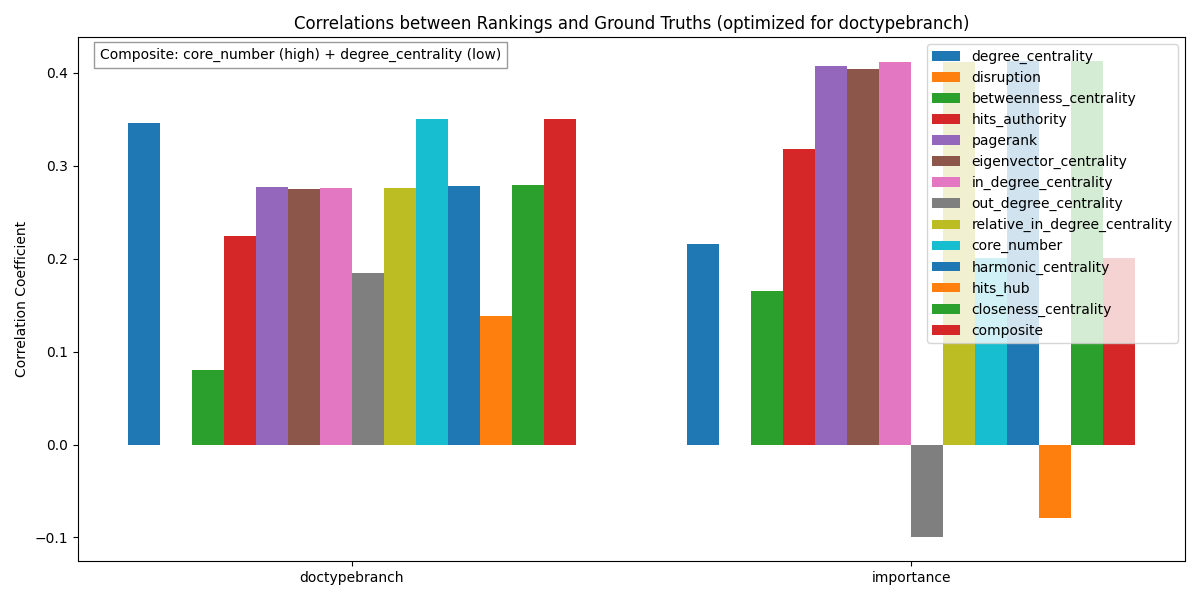 Correlations between Rankings and Ground Truths (optimized for doctypebranch)
Composite: core_number (high) + degree_centrality (low)
degree_centrality
disruption
betweenness_centrality
hits_authority
pagerank
eigenvector_centrality
in_degree_centrality
out_degree_centrality
relative_in_degree_centrality
core_number
harmonic_centrality
hits_hub
closeness_centrality
composite
Correlation Coefficient
0.4
0.3
0.2
0.1
0.0
−0.1
doctypebranch
importance